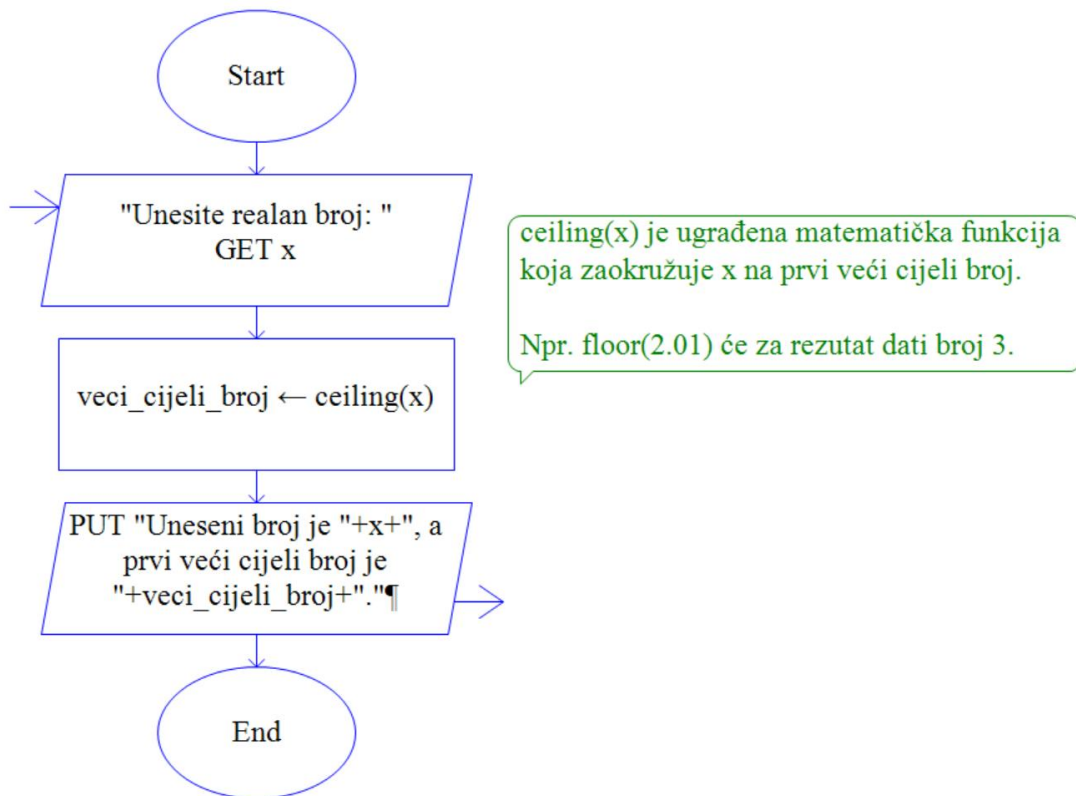 Start
"Unesite realan broj: "
GET x
ceiling(x) je ugrađena matematička funkcija
koja zaokružuje x na prvi veći cijeli broj.
Npr. floor(2.01) će za rezutat dati broj 3.
veci_cijeli_broj ← ceiling(x)
PUT "Uneseni broj je "+x+", a
prvi veći cijeli broj je
"+veci_cijeli_broj+"."¶
End